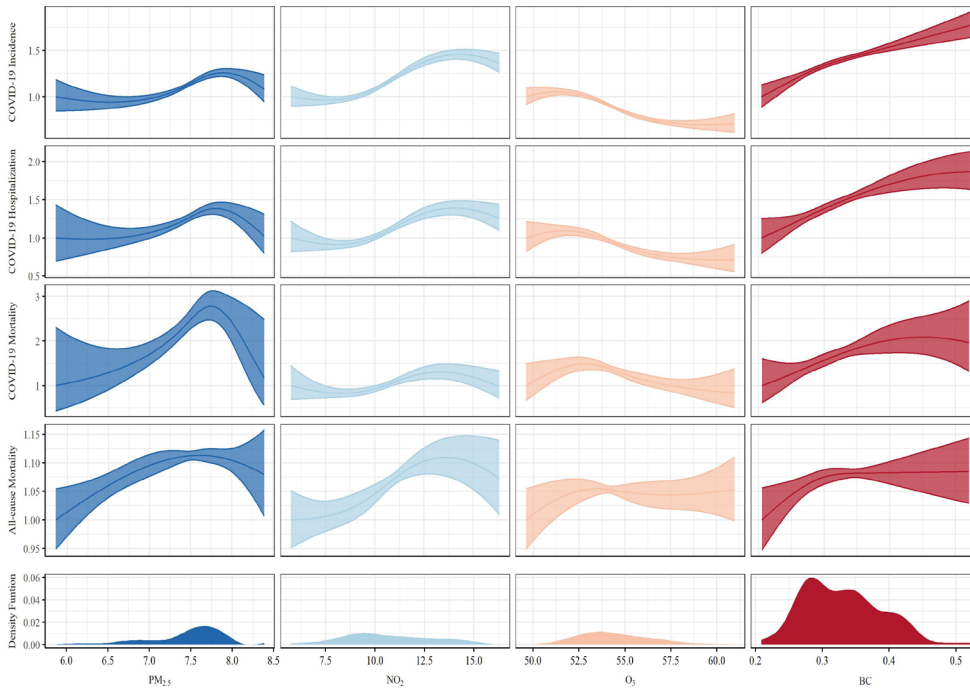 COVID-19 Incidence
1.5
1.0
COVID-19 Hospitalization
2.0
1.5
1.0
0.5
COVID-19 Mortality
3
2
1
All-cause Mortality
1.15
1.10
1.05
1.00
0.95
Density Funtion
0.06
0.04
0.02
0.00
6.0 6.5 7.0 7.5 8.0 8.5
7.5 10.0 12.5 15.0
50.0 52.5 55.0 57.5 60.0
0.2 0.3 0.4 0.5
PM2.5
NO2
O3
BC